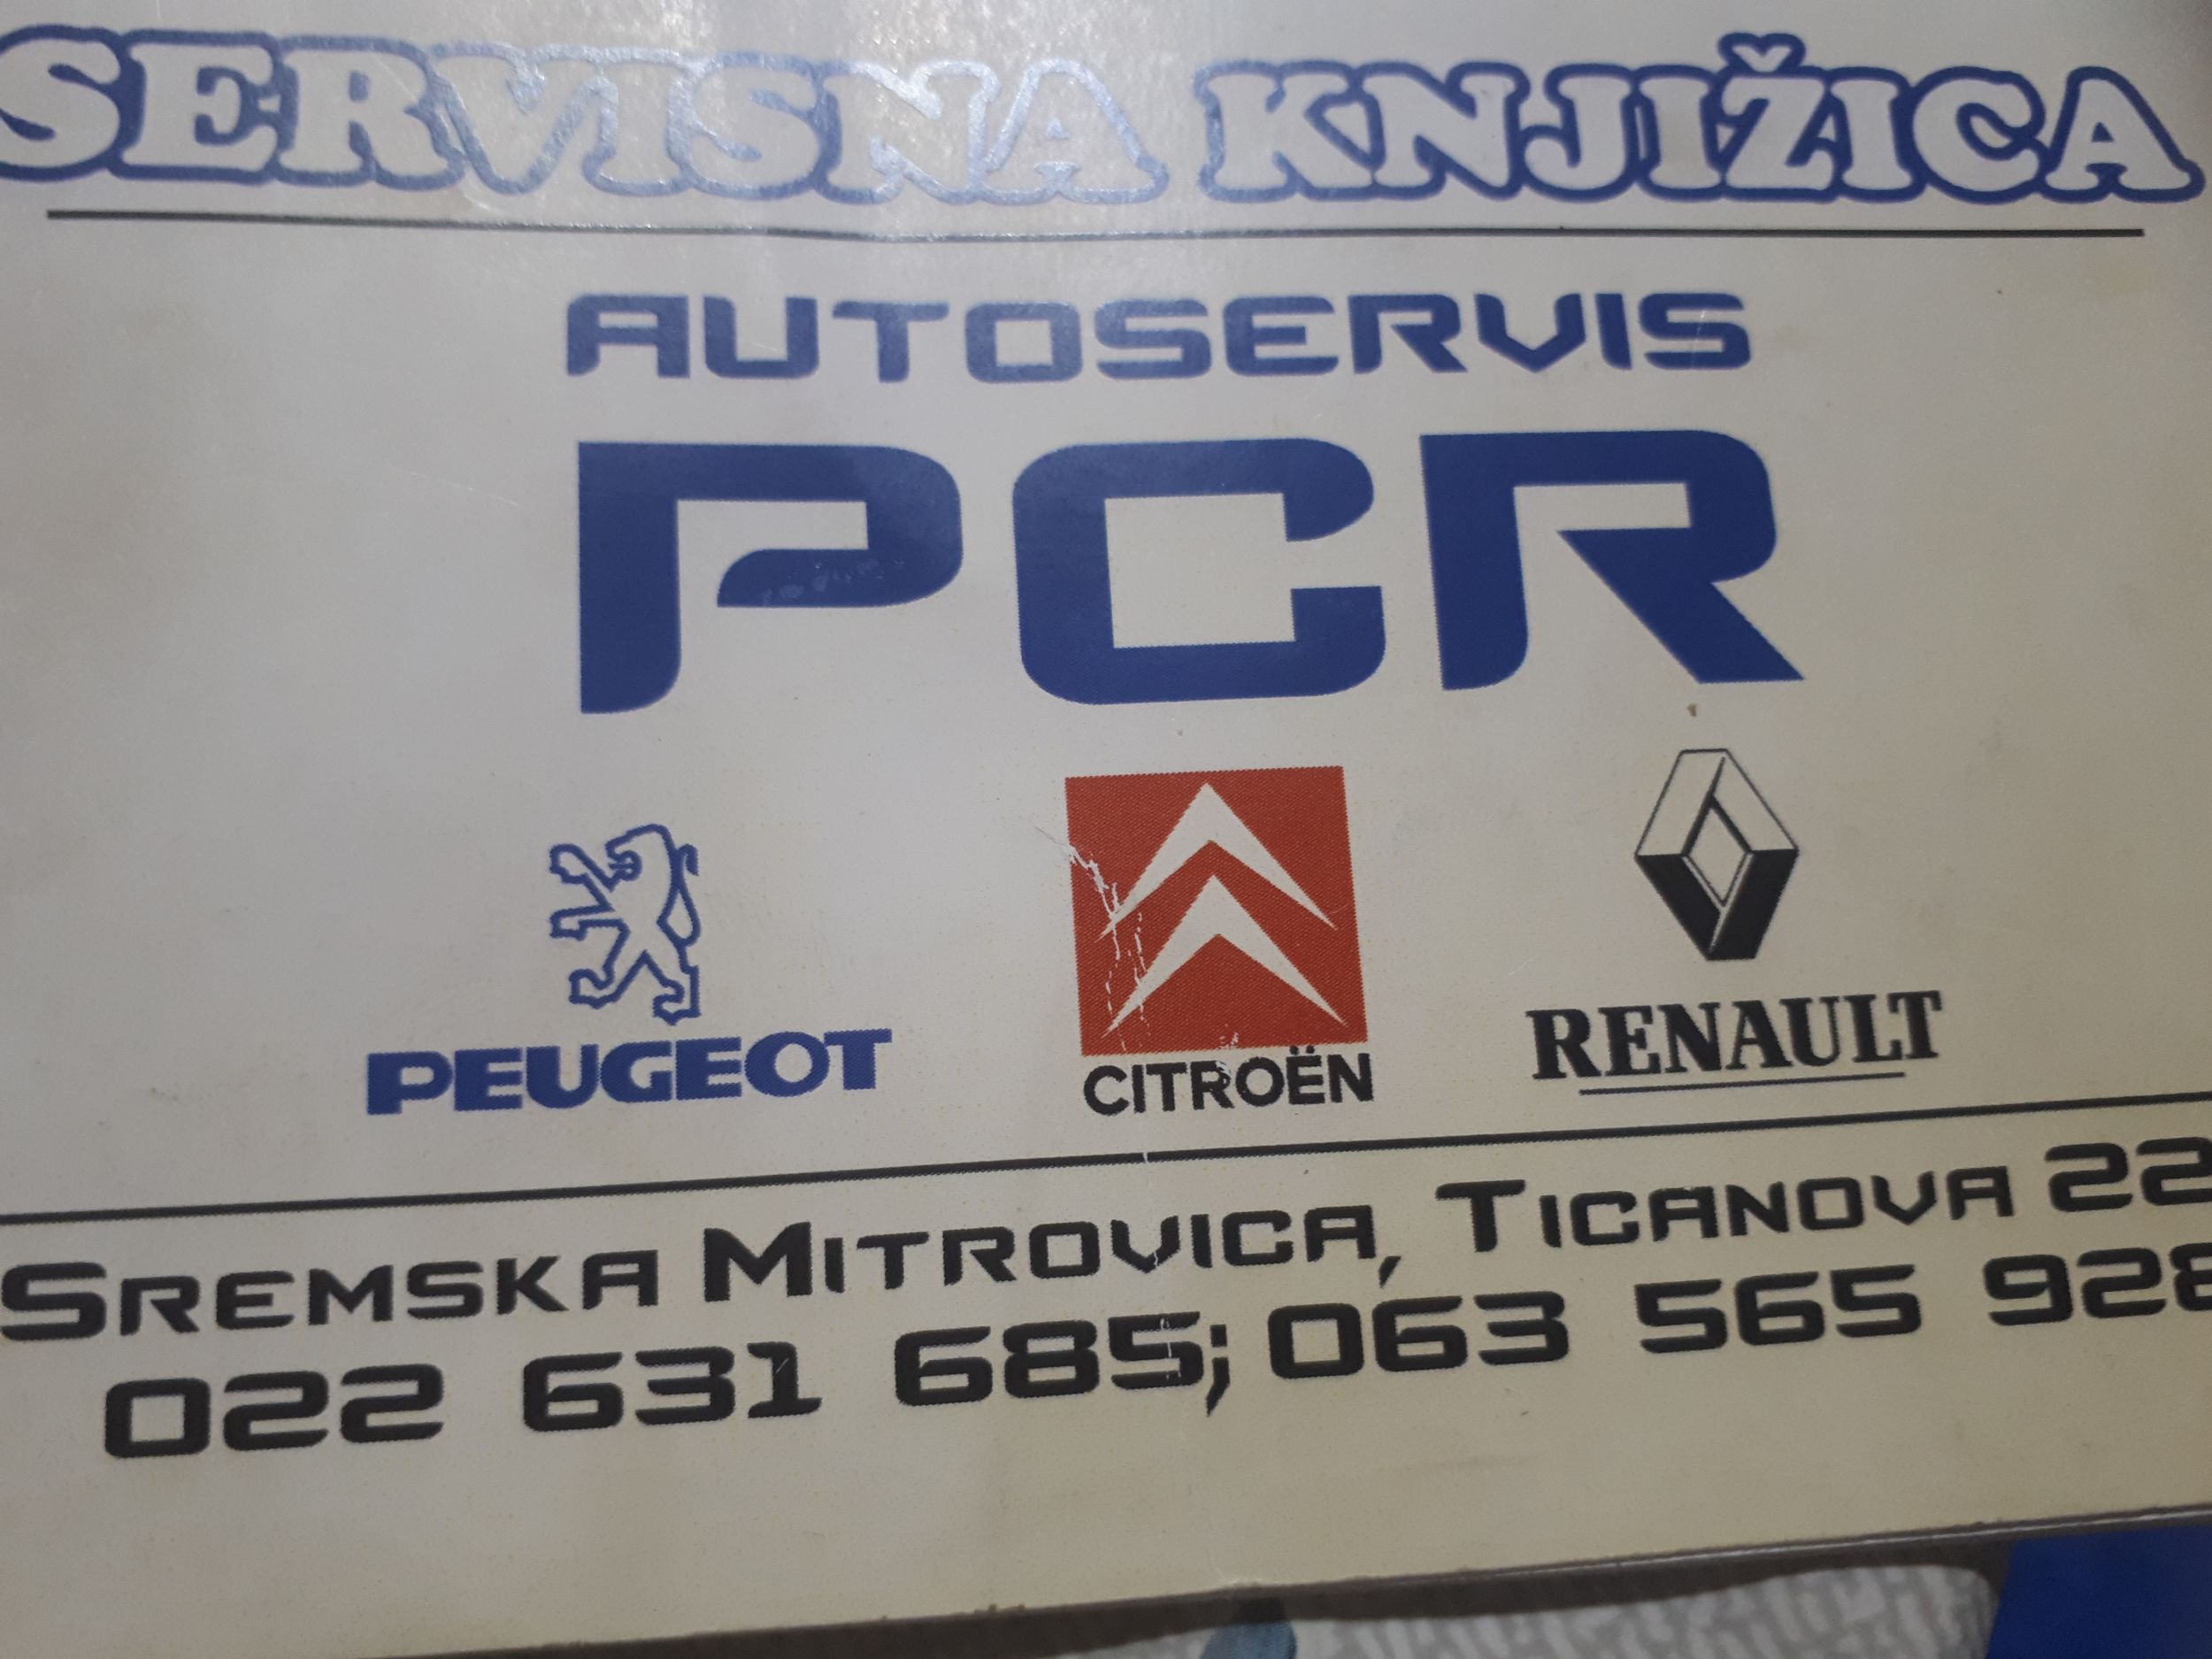 SERVISNA KNJIŽICA
AUTOSERVIS
PCR
PEUGEOT
CITROËN
RENAULT
SREMSKA MITROVICA, TICANOVA 22
022 631 685; 063 565 928